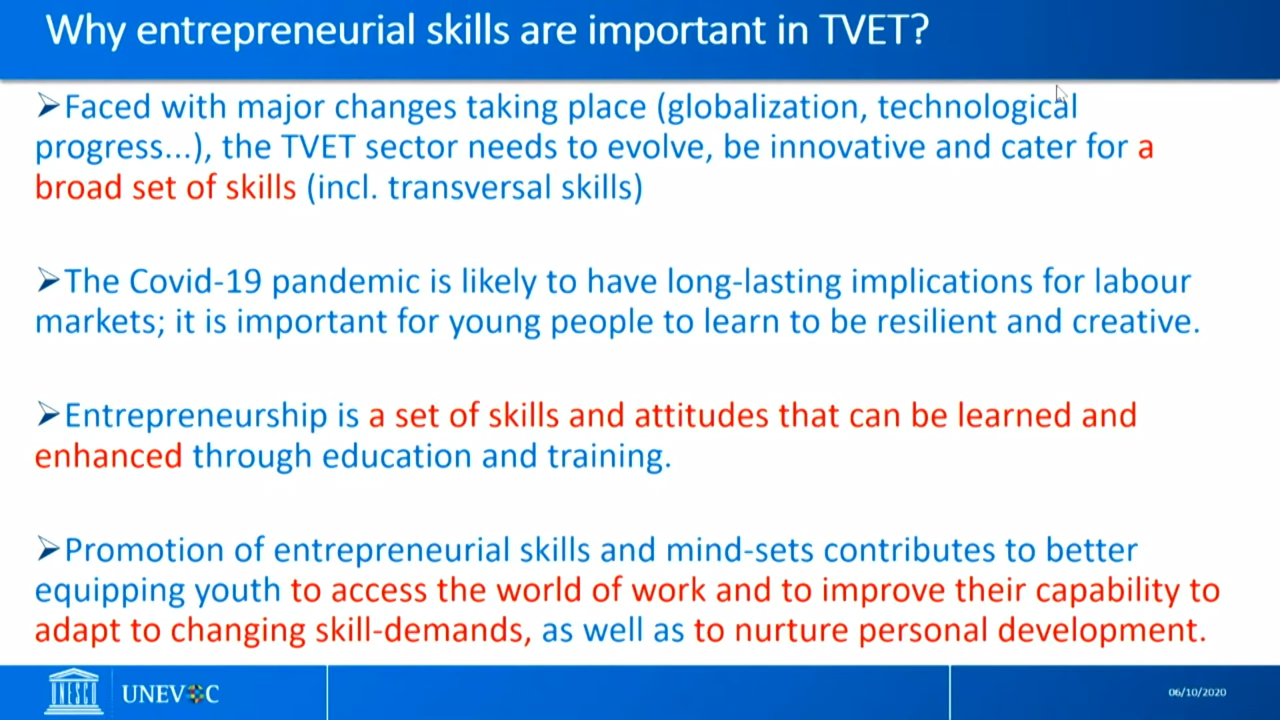 Why entrepreneurial skills are important in TVET?
➢Faced with major changes taking place (globalization, technological
progress...), the TVET sector needs to evolve, be innovative and cater for a
broad set of skills (incl. transversal skills)
➢The Covid-19 pandemic is likely to have long-lasting implications for labour
markets; it is important for young people to learn to be resilient and creative.
➢Entrepreneurship is a set of skills and attitudes that can be learned and
enhanced through education and training.
➢Promotion of entrepreneurial skills and mind-sets contributes to better
equipping youth to access the world of work and to improve their capability to
adapt to changing skill-demands, as well as to nurture personal development.
UNESCO
UNEVOC
06/10/2020